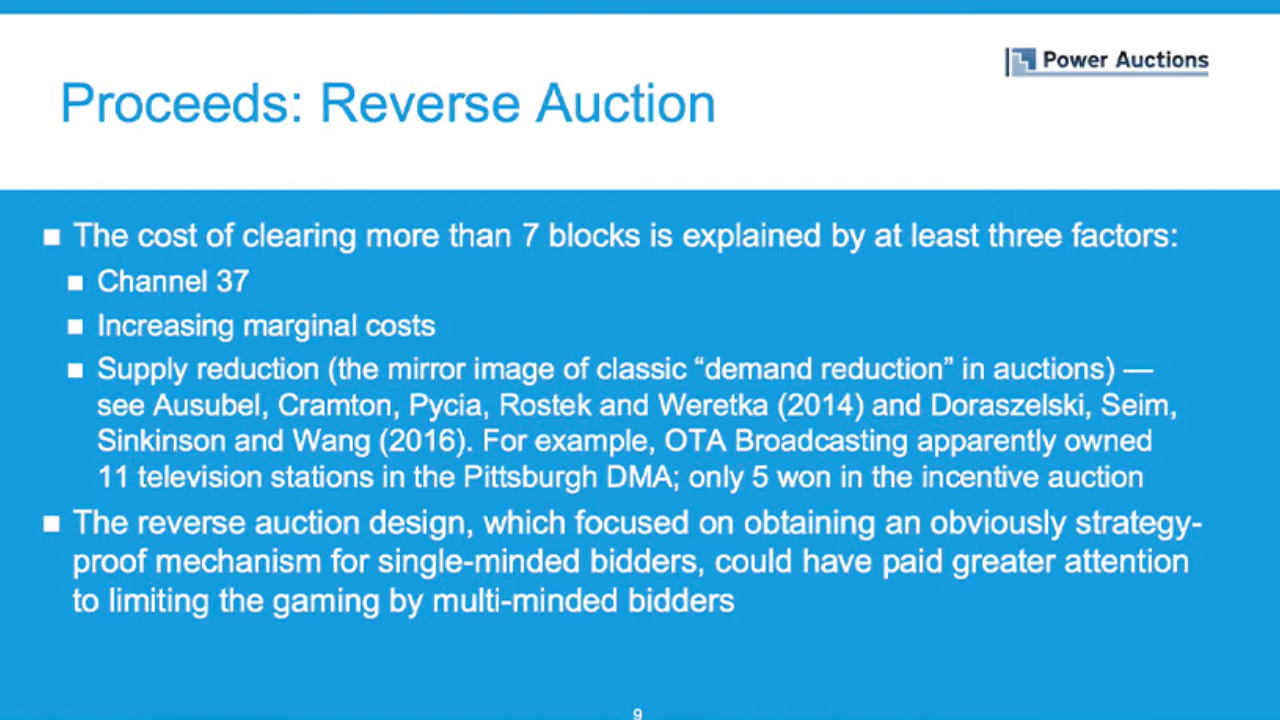 Power Auctions
Proceeds: Reverse Auction
■ The cost of clearing more than 7 blocks is explained by at least three factors:
■ Channel 37
■ Increasing marginal costs
■ Supply reduction (the mirror image of classic “demand reduction” in auctions) —
see Ausubel, Cramton, Pycia, Rostek and Weretka (2014) and Doraszelski, Seim,
Sinkinson and Wang (2016). For example, OTA Broadcasting apparently owned
11 television stations in the Pittsburgh DMA; only 5 won in the incentive auction
■ The reverse auction design, which focused on obtaining an obviously strategy-
proof mechanism for single-minded bidders, could have paid greater attention
to limiting the gaming by multi-minded bidders
9